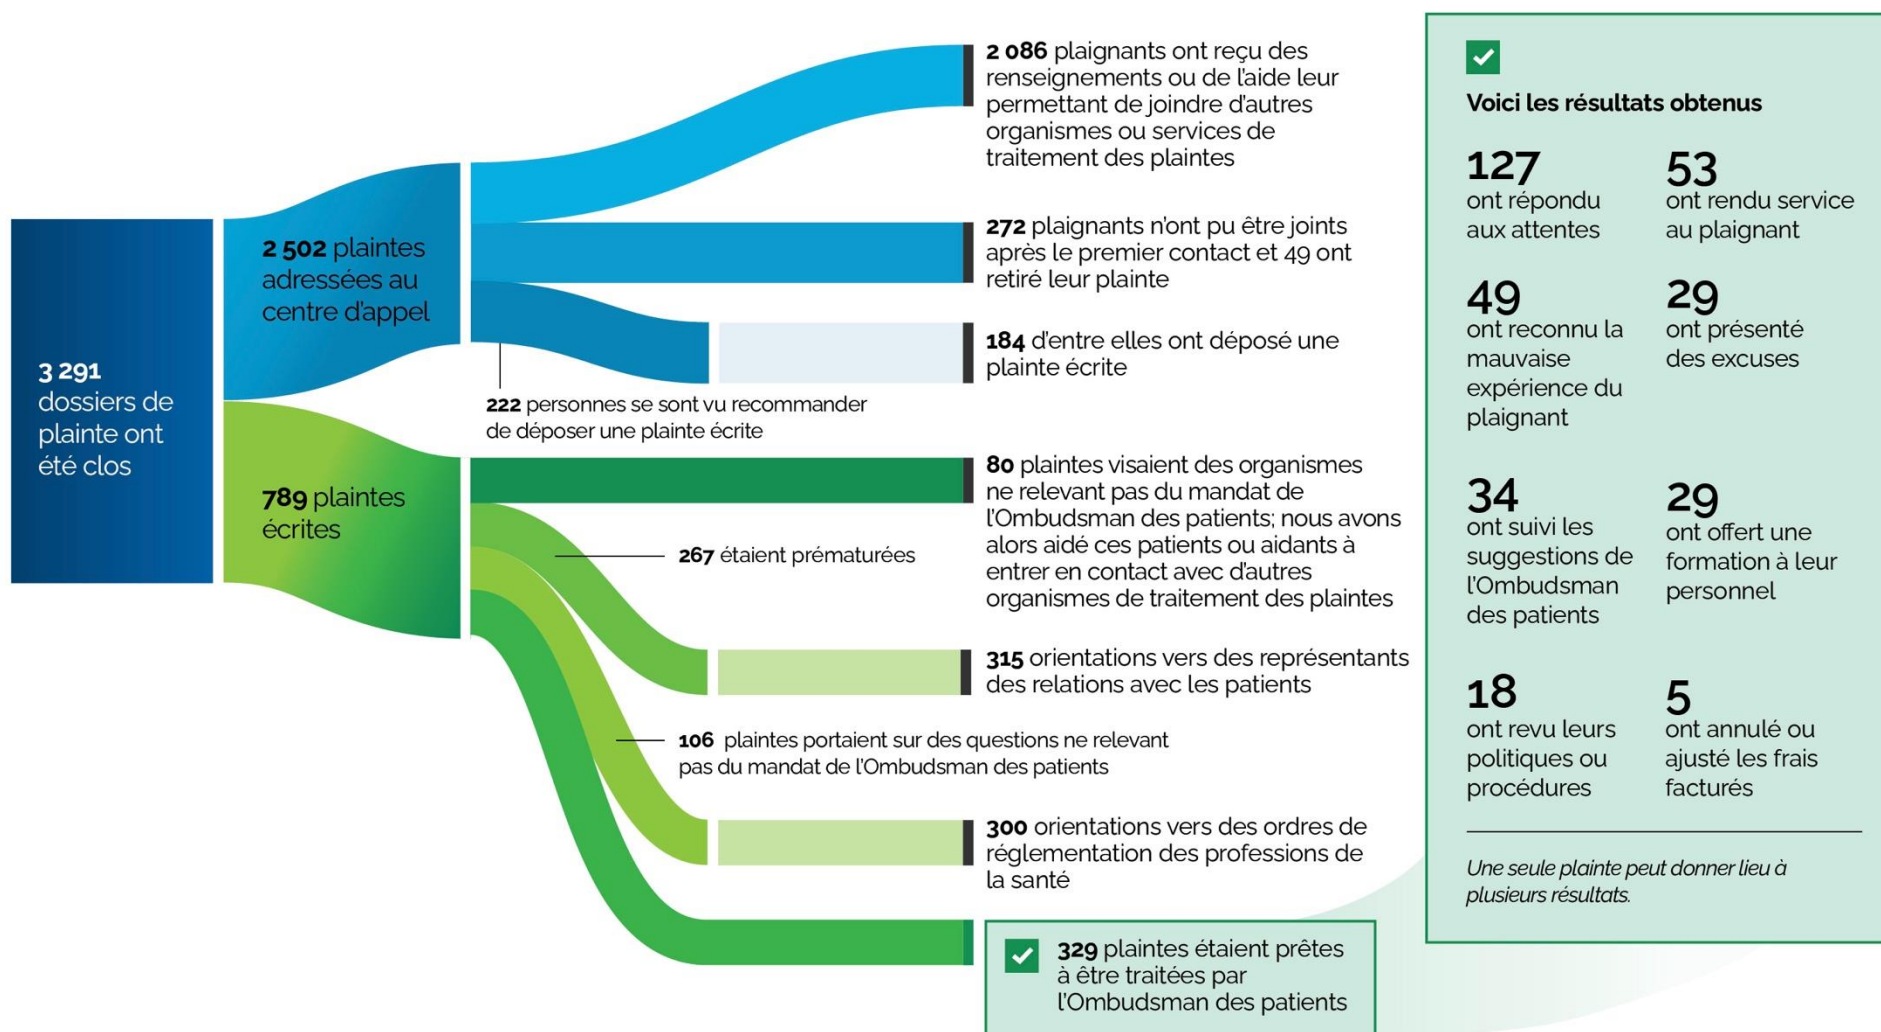 3 291
dossiers de
plainte ont
été clos
2 502 plaintes
adressées au
centre d'appel
789 plaintes
écrites
2 086 plaignants ont reçu des
renseignements ou de l'aide leur
permettant de joindre d'autres
organismes ou services de
traitement des plaintes
272 plaignants n'ont pu être joints
après le premier contact et 49 ont
retiré leur plainte
184 d'entre elles ont déposé une
plainte écrite
222 personnes se sont vu recommander
de déposer une plainte écrite
80 plaintes visaient des organismes
ne relevant pas du mandat de
l'Ombudsman des patients; nous avons
alors aidé ces patients ou aidants à
entrer en contact avec d'autres
organismes de traitement des plaintes
267 étaient prématurées
315 orientations vers des représentants
des relations avec les patients
106 plaintes portaient sur des questions ne relevant
pas du mandat de l'Ombudsman des patients
300 orientations vers des ordres de
réglementation des professions de
la santé
329 plaintes étaient prêtes
à être traitées par
l'Ombudsman des patients
Voici les résultats obtenus
127
ont répondu
aux attentes
53
ont rendu service
au plaignant
49
ont reconnu la
mauvaise
expérience du
plaignant
29
ont présenté
des excuses
34
ont suivi les
suggestions de
l'Ombudsman
des patients
29
ont offert une
formation à leur
personnel
18
ont revu leurs
politiques ou
procédures
5
ont annulé ou
ajusté les frais
facturés
Une seule plainte peut donner lieu à
plusieurs résultats.